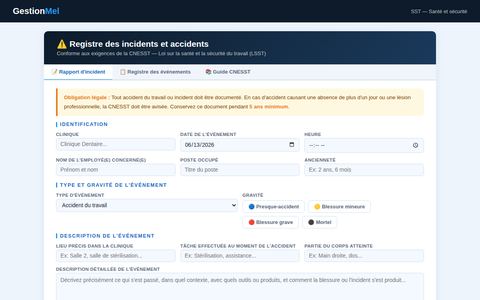 GestionMel
SST — Santé et sécurité
⚠️ Registre des incidents et accidents
Conforme aux exigences de la CNESST — Loi sur la santé et la sécurité du travail (LSST)
📝 Rapport d'incident
📋 Registre des événements
📚 Guide CNESST
Obligation légale : Tout accident du travail ou incident doit être documenté. En cas d'accident causant une absence de plus d'un jour ou une lésion
professionnelle, la CNESST doit être avisée. Conservez ce document pendant 5 ans minimum.
IDENTIFICATION
CLINIQUE
DATE DE L'ÉVÉNEMENT
HEURE
Clinique Dentaire...
06/13/2026
--:-- --
NOM DE L'EMPLOYÉ(E) CONCERNÉ(E)
POSTE OCCUPÉ
ANCIENNETÉ
Prénom et nom
Titre du poste
Ex: 2 ans, 6 mois
TYPE ET GRAVITÉ DE L'ÉVÉNEMENT
TYPE D'ÉVÉNEMENT
GRAVITÉ
Accident du travail
🔵 Presque-accident
🟡 Blessure mineure
🔴 Blessure grave
⚫ Mortel
DESCRIPTION DE L'ÉVÉNEMENT
LIEU PRÉCIS DANS LA CLINIQUE
TÂCHE EFFECTUÉE AU MOMENT DE L'ACCIDENT
PARTIE DU CORPS ATTEINTE
Ex: Salle 2, salle de stérilisation...
Ex: Stérilisation, assistance...
Ex: Main droite, dos...
DESCRIPTION DÉTAILLÉE DE L'ÉVÉNEMENT
Décrivez précisément ce qui s'est passé, dans quel contexte, avec quels outils ou produits, et comment la blessure ou l'incident s'est produit...